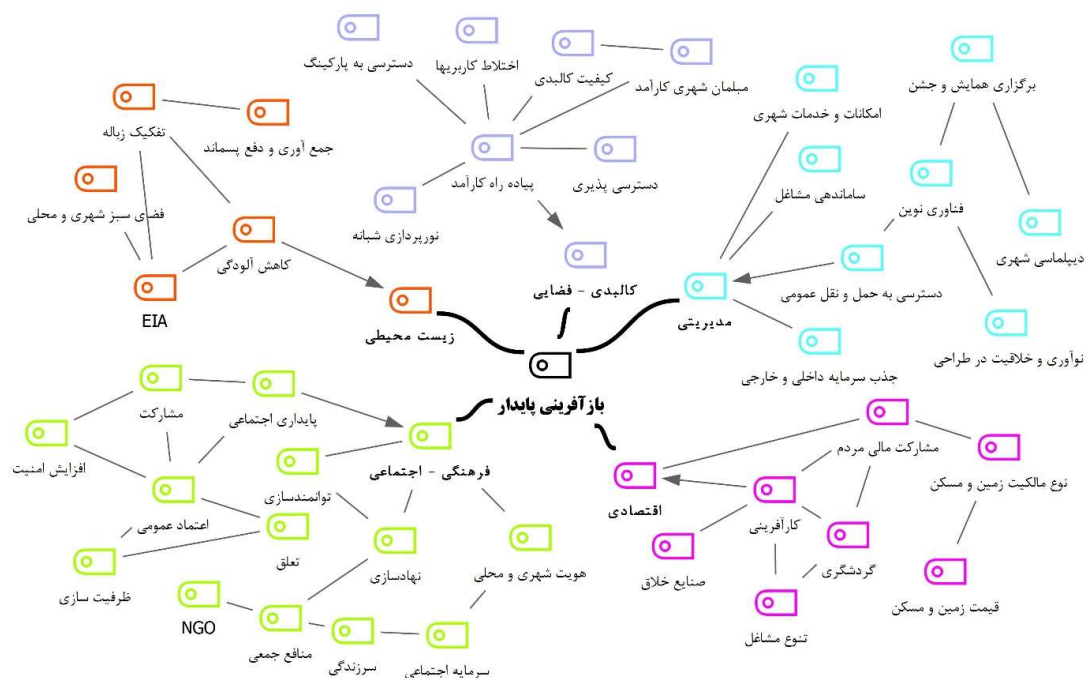 دسترسی به پارکینگ
اختلاط کاربریها
کیفیت کالبدی
مبلمان شهری کارآمد
برگزاری همایش و جشن
امکانات و خدمات شهری
تفکیک زباله
جمع آوری و دفع پسماند
پیاده راه کارآمد
دسترسی پذیری
ساماندهی مشاغل
فناوری نوین
فضای سبز شهری و محلی
نورپردازی شبانه
دیپلماسی شهری
کاهش آلودگی
کالبدی - فضایی
دسترسی به حمل و نقل عمومی
EIA
زیست محیطی
مدیریتی
نوآوری و خلاقیت در طراحی
جذب سرمایه داخلی و خارجی
بازآفرینی پایدار
مشارکت
پایداری اجتماعی
افزایش امنیت
فرهنگی - اجتماعی
مشارکت مالی مردم
نوع مالکیت زمین و مسکن
اقتصادی
توانمندسازی
اعتماد عمومی
کارآفرینی
تعلق
نهادسازی
هویت شهری و محلی
صنایع خلاق
گردشگری
ظرفیت سازی
قیمت زمین و مسکن
NGO
منافع جمعی
سرزندگی
سرمایه اجتماعی
تنوع مشاغل